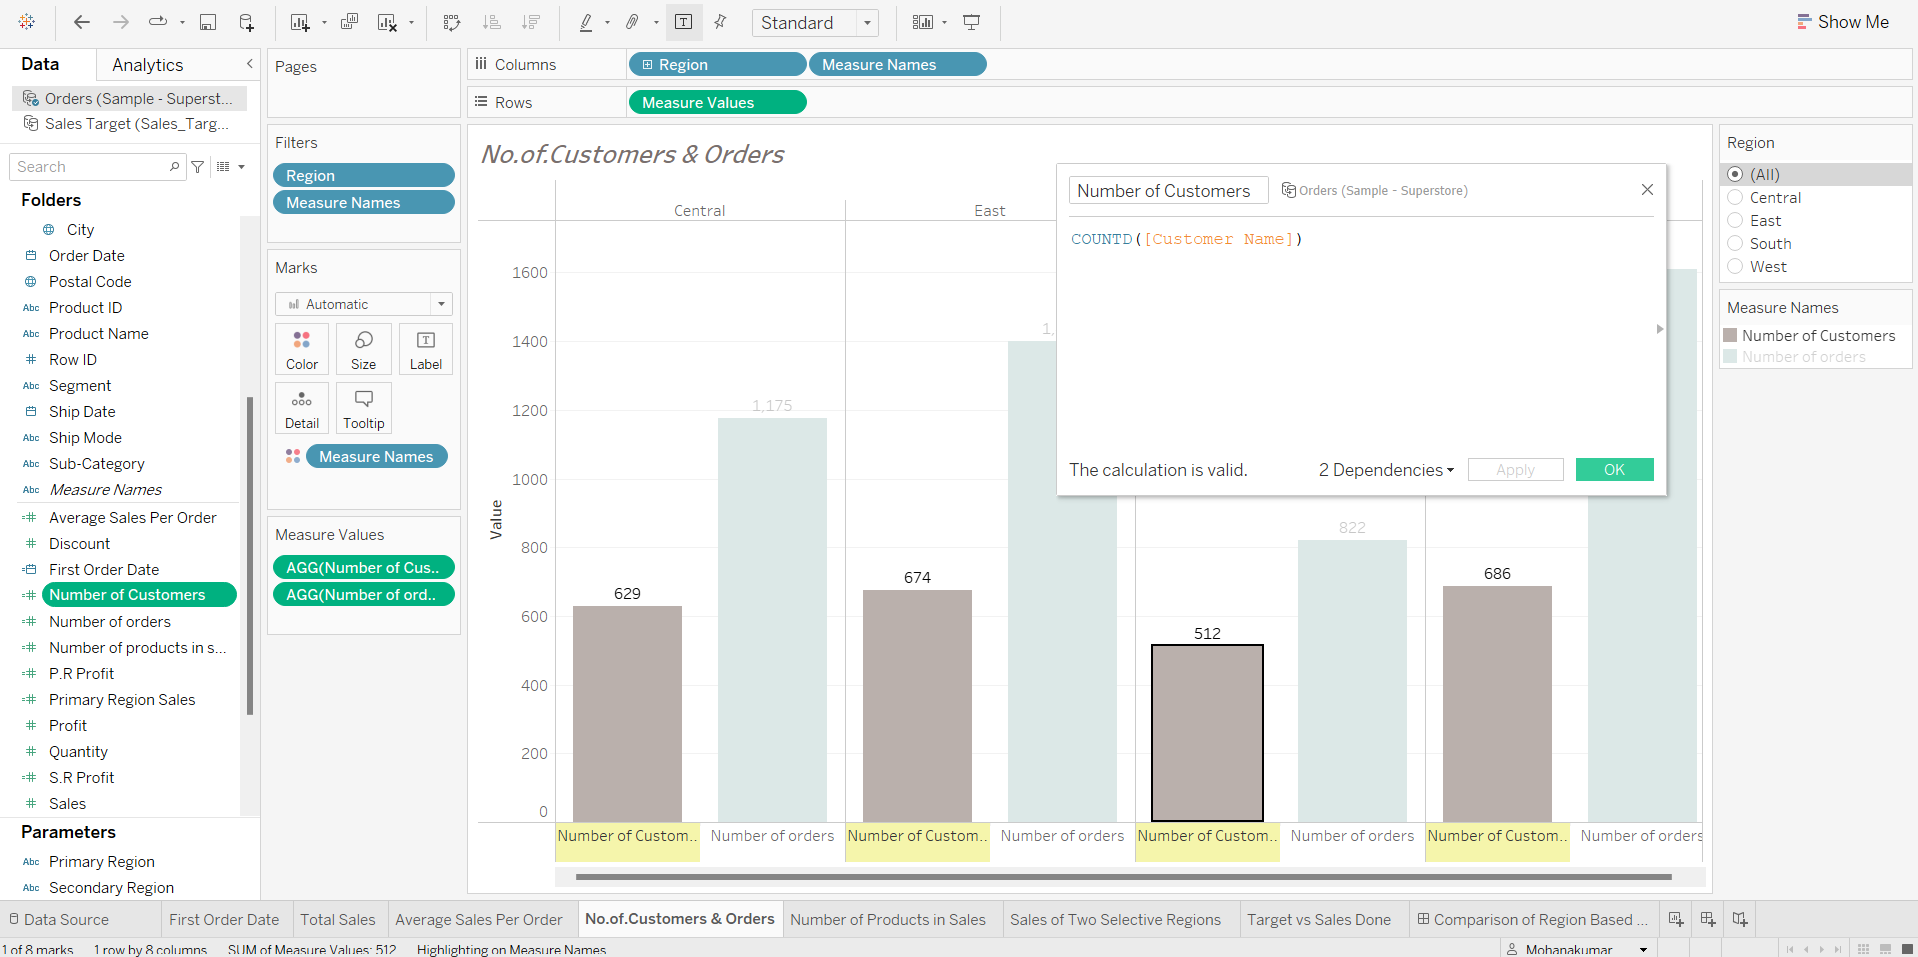 Standard
Show Me
Data
Analytics
Orders (Sample - Superst...
Sales Target (Sales_Targ...
Search
Folders
City
Order Date
Postal Code
Abc Product ID
Abc Product Name
Row ID
Abc Segment
Ship Date
Abc Ship Mode
Abc Sub-Category
Abc Measure Names
Average Sales Per Order
Discount
First Order Date
Number of Customers
Number of orders
Number of products in s...
P.R Profit
Primary Region Sales
Profit
Quantity
S.R Profit
Sales
Parameters
Abc Primary Region
Abc Secondary Region
Pages
Filters
Region
Measure Names
Marks
Automatic
Color
Size
Label
Detail
Tooltip
Measure Names
Measure Values
AGG(Number of Cus..
AGG(Number of ord..
Columns
Region
Measure Names
Rows
Measure Values
No.of.Customers & Orders
Central
East
Value
1600
1400
1200
1000
800
600
400
200
0
629
1,175
674
1,
512
822
686
Number of Custom..
Number of orders
Number of Custom..
Number of orders
Number of Custom..
Number of orders
Number of Custom..
Number of orders
Number of Customers
Orders (Sample - Superstore)
COUNTD([Customer Name])
The calculation is valid.
2 Dependencies
Apply
OK
Region
(All)
Central
East
South
West
Measure Names
Number of Customers
Number of orders
Data Source
First Order Date
Total Sales
Average Sales Per Order
No.of.Customers & Orders
Number of Products in Sales
Sales of Two Selective Regions
Target vs Sales Done
Comparison of Region Based ...
1 of 8 marks
1 row by 8 columns
SUM of Measure Values: 512
Highlighting on Measure Names
Mohanakumar